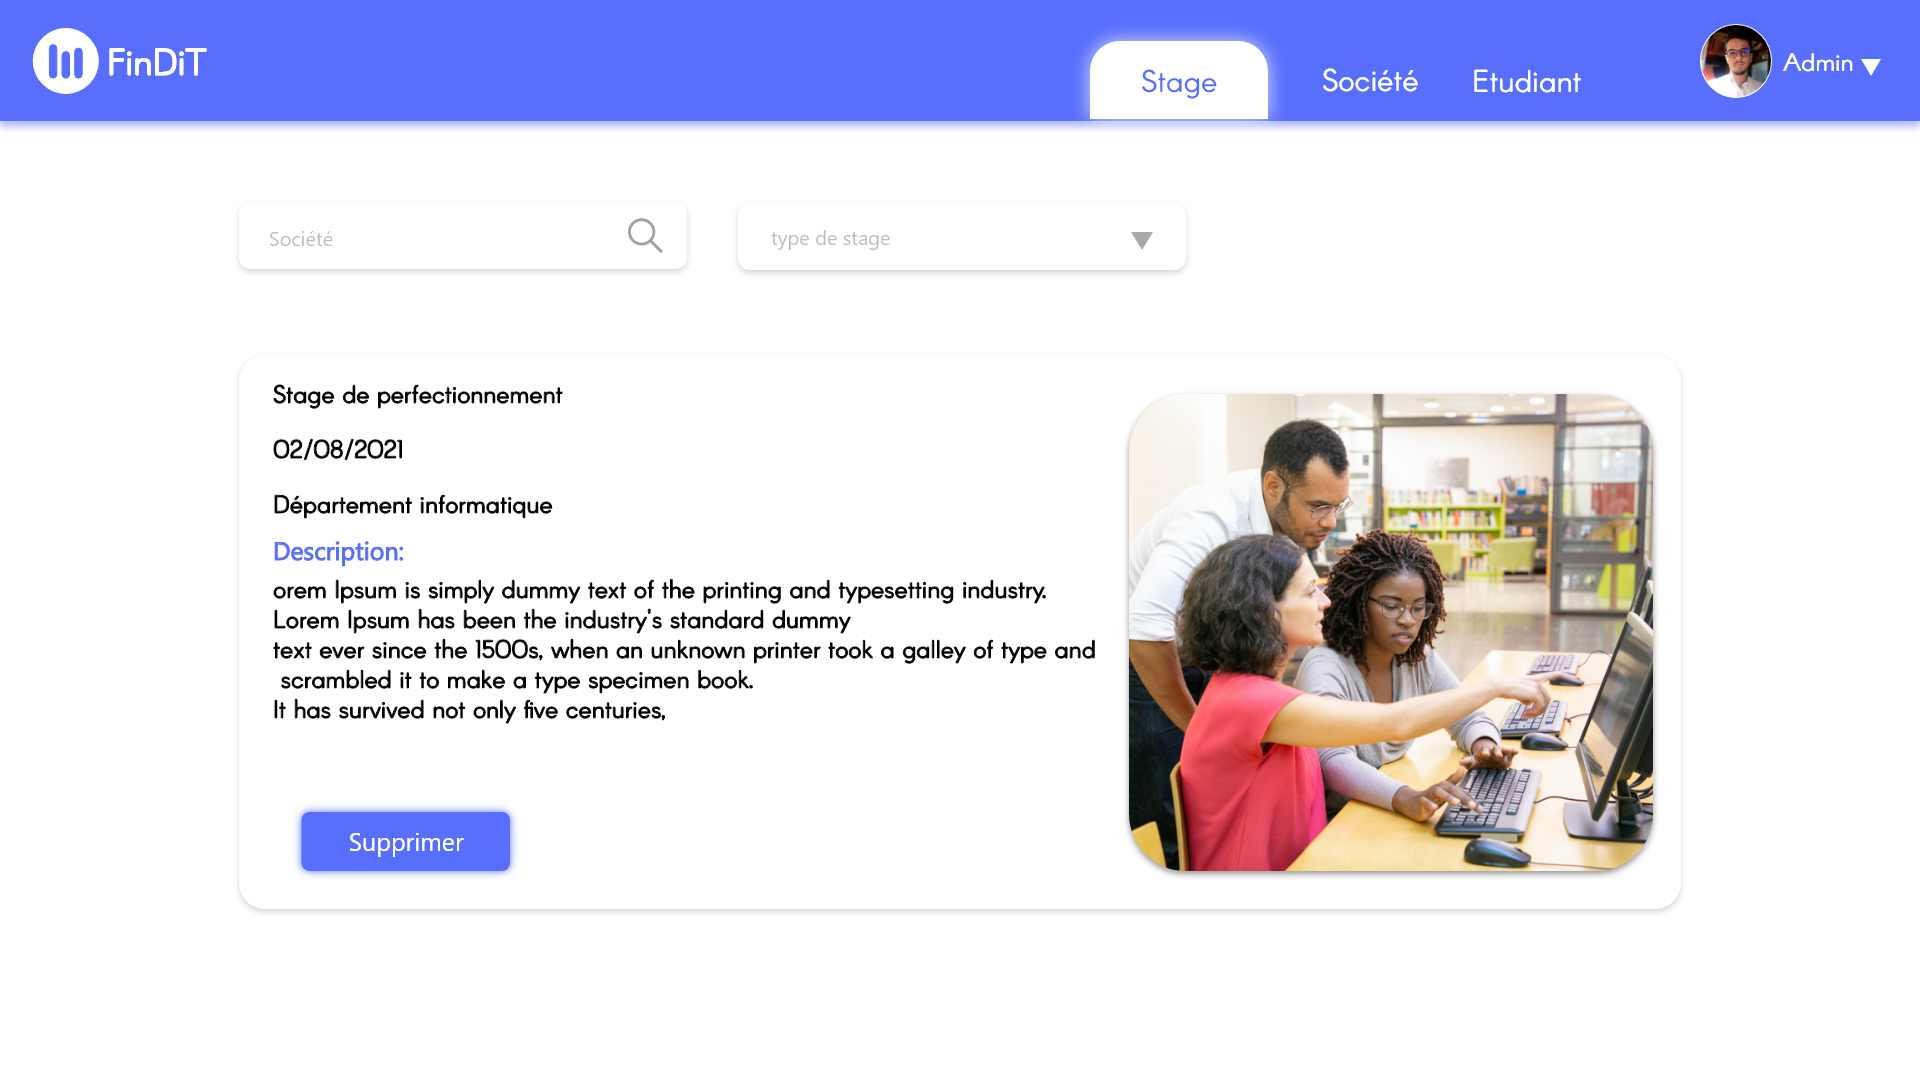 FinDiT
Stage
Société
Etudiant
Admin
Société
type de stage
Stage de perfectionnement
02/08/2021
Département informatique
Description:
orem Ipsum is simply dummy text of the printing and typesetting industry.
Lorem Ipsum has been the industry's standard dummy
text ever since the 1500s, when an unknown printer took a galley of type and
scrambled it to make a type specimen book.
It has survived not only five centuries,
Supprimer